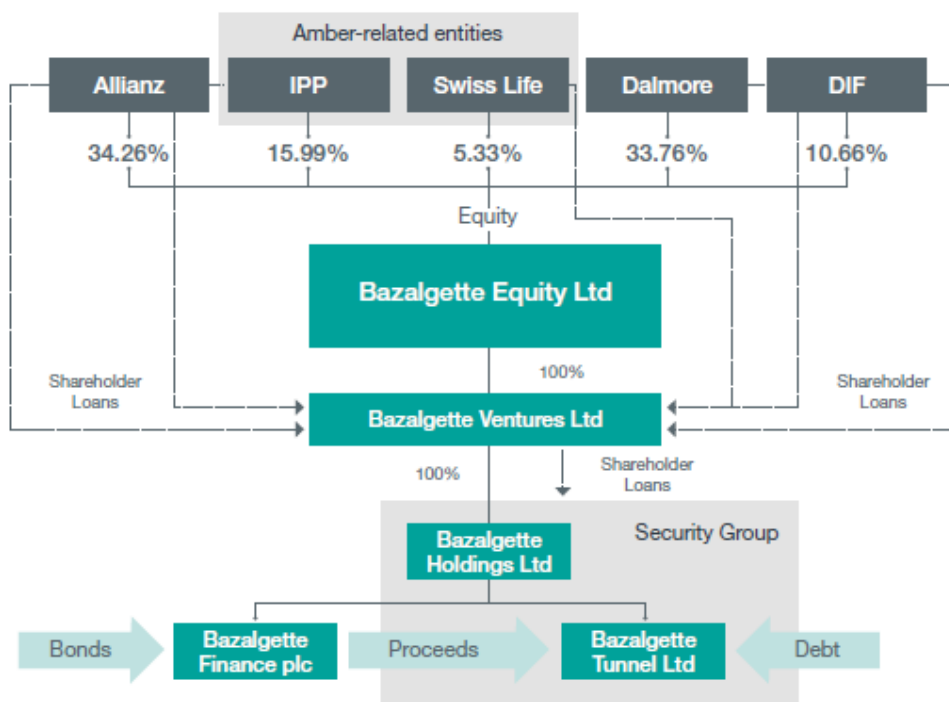 Amber-related entities
Allianz
IPP
Swiss Life
Dalmore
DIF
34.26%
15.99%
5.33%
33.76%
10.66%
Equity
Bazalgette Equity Ltd
100%
Shareholder
Loans
Shareholder
Loans
Bazalgette Ventures Ltd
100%
Shareholder
Loans
Security Group
Bazalgette
Holdings Ltd
Bonds
Bazalgette
Finance plc
Proceeds
Bazalgette
Tunnel Ltd
Debt